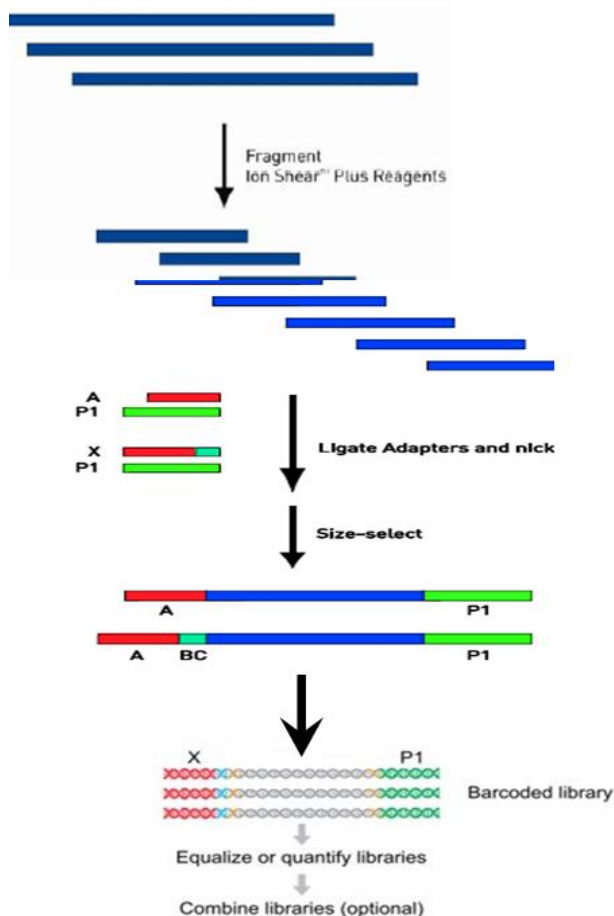 Fragment
Ion Shear™ Plus Reagents
A
P1
X
P1
Ligate Adapters and nick
Size-select
A P1
A BC P1
X P1
Barcoded library
Equalize or quantify libraries
Combine libraries (optional)